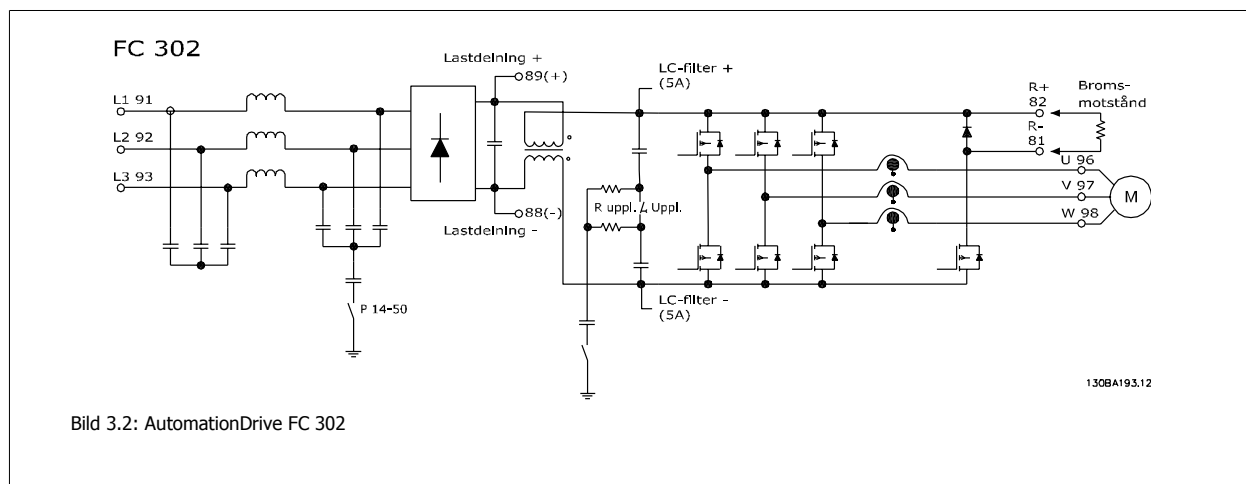 FC 302
Lastdelning +
89(+)
LC-filter +
(5A)
R+
82
Broms-
motstånd
R-
81
L1 91
L2 92
L3 93
U 96
V 97
W 98
M
R uppl.
Uppl.
88(-)
Lastdelning -
LC-filter -
(5A)
P 14-50
130BA193.12
Bild 3.2: AutomationDrive FC 302